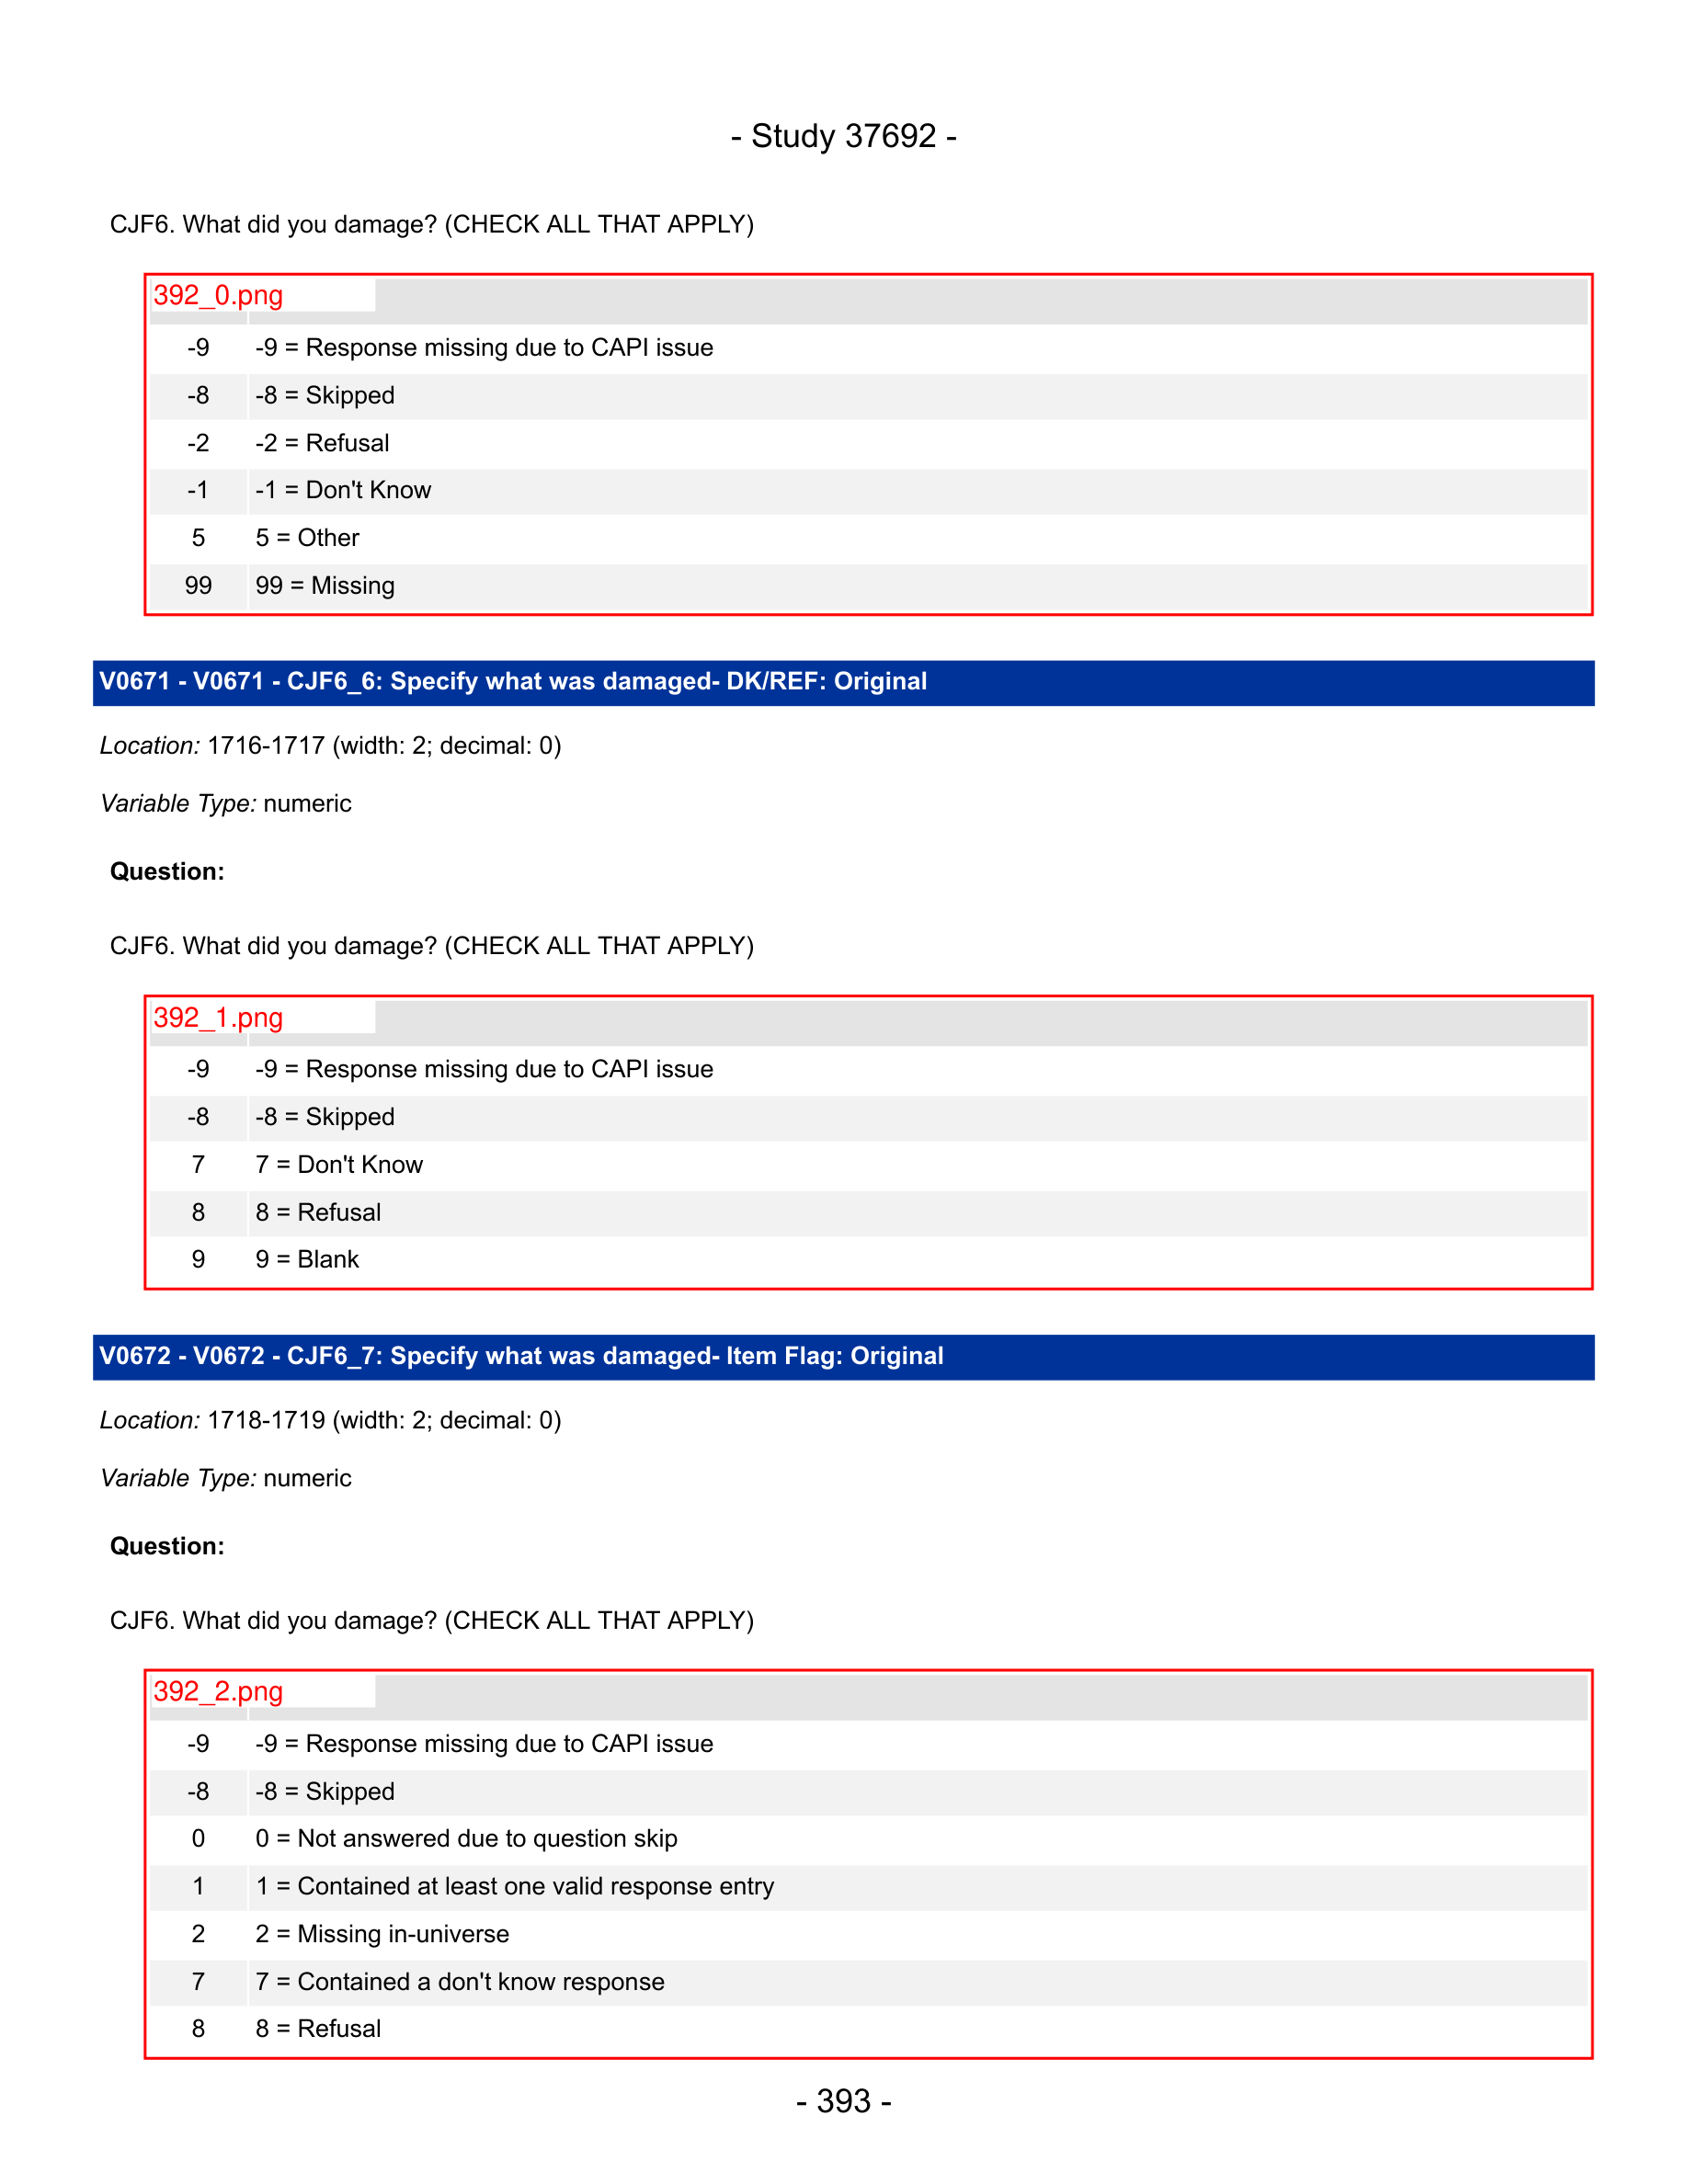 - Study 37692 -
CJF6. What did you damage? (CHECK ALL THAT APPLY)
392_0.png
-9 -9 = Response missing due to CAPI issue
-8 -8 = Skipped
-2 -2 = Refusal
-1 -1 = Don't Know
5 5 = Other
99 99 = Missing
V0671 - V0671 - CJF6_6: Specify what was damaged- DK/REF: Original
Location: 1716-1717 (width: 2; decimal: 0)
Variable Type: numeric
Question:
CJF6. What did you damage? (CHECK ALL THAT APPLY)
392_1.png
-9 -9 = Response missing due to CAPI issue
-8 -8 = Skipped
7 7 = Don't Know
8 8 = Refusal
9 9 = Blank
V0672 - V0672 - CJF6_7: Specify what was damaged- Item Flag: Original
Location: 1718-1719 (width: 2; decimal: 0)
Variable Type: numeric
Question:
CJF6. What did you damage? (CHECK ALL THAT APPLY)
392_2.png
-9 -9 = Response missing due to CAPI issue
-8 -8 = Skipped
0 0 = Not answered due to question skip
1 1 = Contained at least one valid response entry
2 2 = Missing in-universe
7 7 = Contained a don't know response
8 8 = Refusal
- 393 -